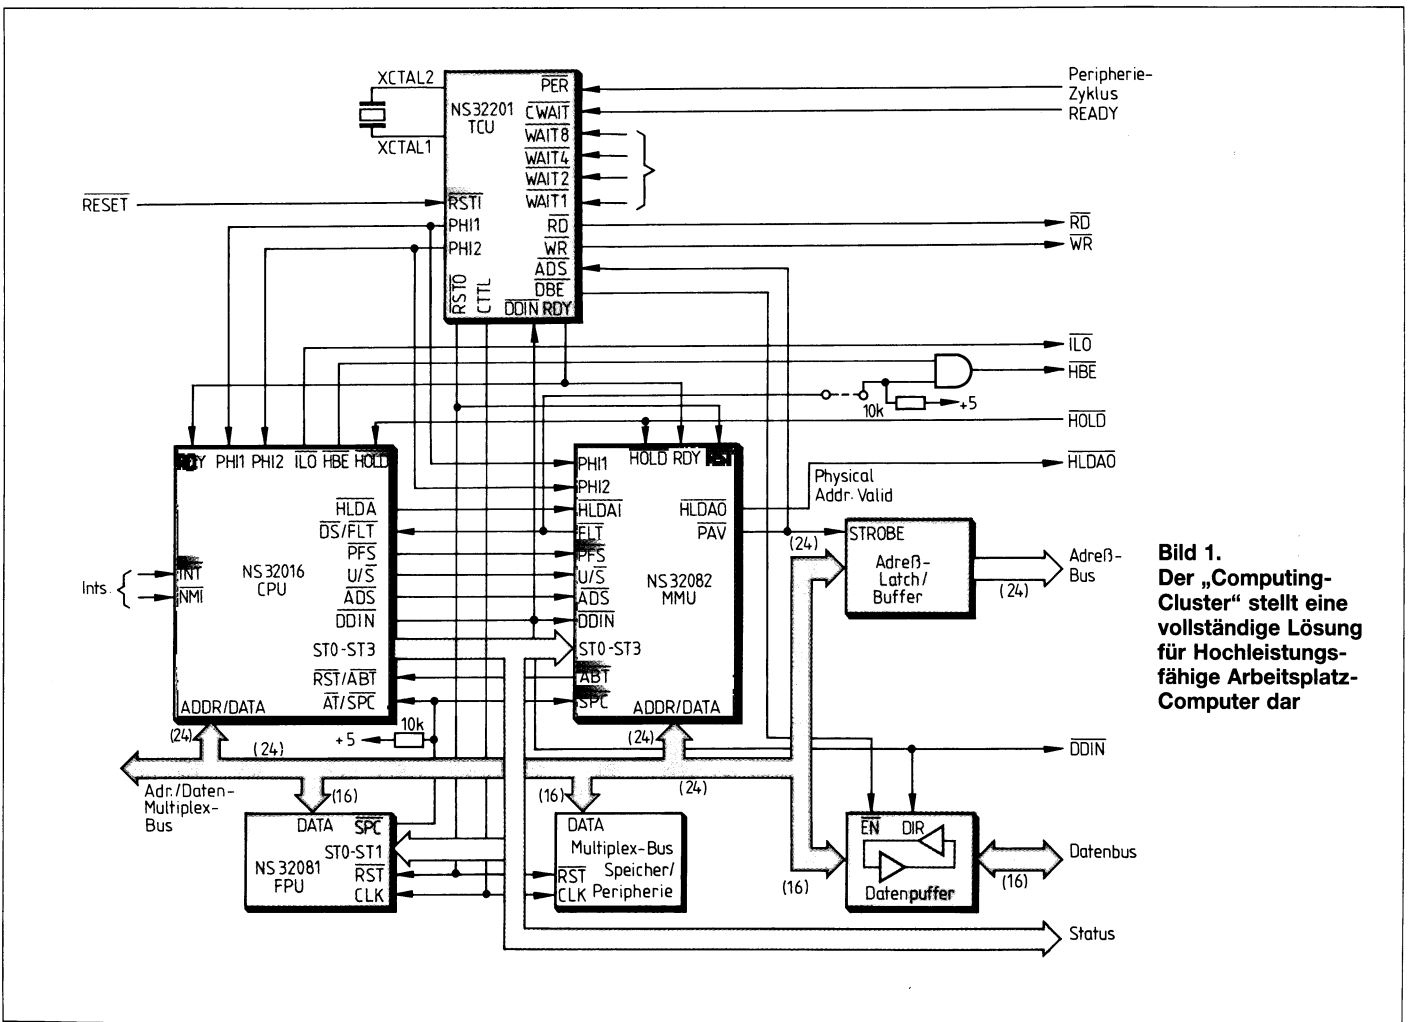 XCTAL2
XCTAL1
NS32201
TCU
PER
CWAIT
WAIT8
WAIT4
WAIT2
WAIT1
RD
WR
ADS
DBE
DDIN RDY
RSTI
PHI1
PHI2
RSTO
CTTL
RESET
Peripherie-
Zyklus
READY
RD
WR
ILO
HBE
10k
+5
HOLD
HLDAO
RDY PHI1 PHI2 ILO HBE HOLD
HLDA
DS/FLT
PFS
U/S
ADS
DDIN
ST0-ST3
RST/ABT
AT/SPC
INT
NMI
Ints.
NS32016
CPU
ADDR/DATA
HOLD RDY RST
PHI1
PHI2
HLDAI
FLT
PFS
U/S
ADS
DDIN
ST0-ST3
ABT
SPC
HLDAO
PAV
NS32082
MMU
ADDR/DATA
Physical
Addr. Valid
(24)
STROBE
Adreß-
Latch/
Buffer
Adreß-
Bus
(24)
(24)
(24)
+5
10k
(24)
(24)
DDIN
Adr./Daten-
Multiplex-
Bus
(16)
(16)
DATA SPC
ST0-ST1
NS32081
FPU
RST
CLK
DATA
Multiplex-Bus
Speicher/
Peripherie
RST
CLK
EN DIR
Datenpuffer
(16)
(16)
Datenbus
Status
Bild 1.
Der „Computing-
Cluster“ stellt eine
vollständige Lösung
für Hochleistungs-
fähige Arbeitsplatz-
Computer dar